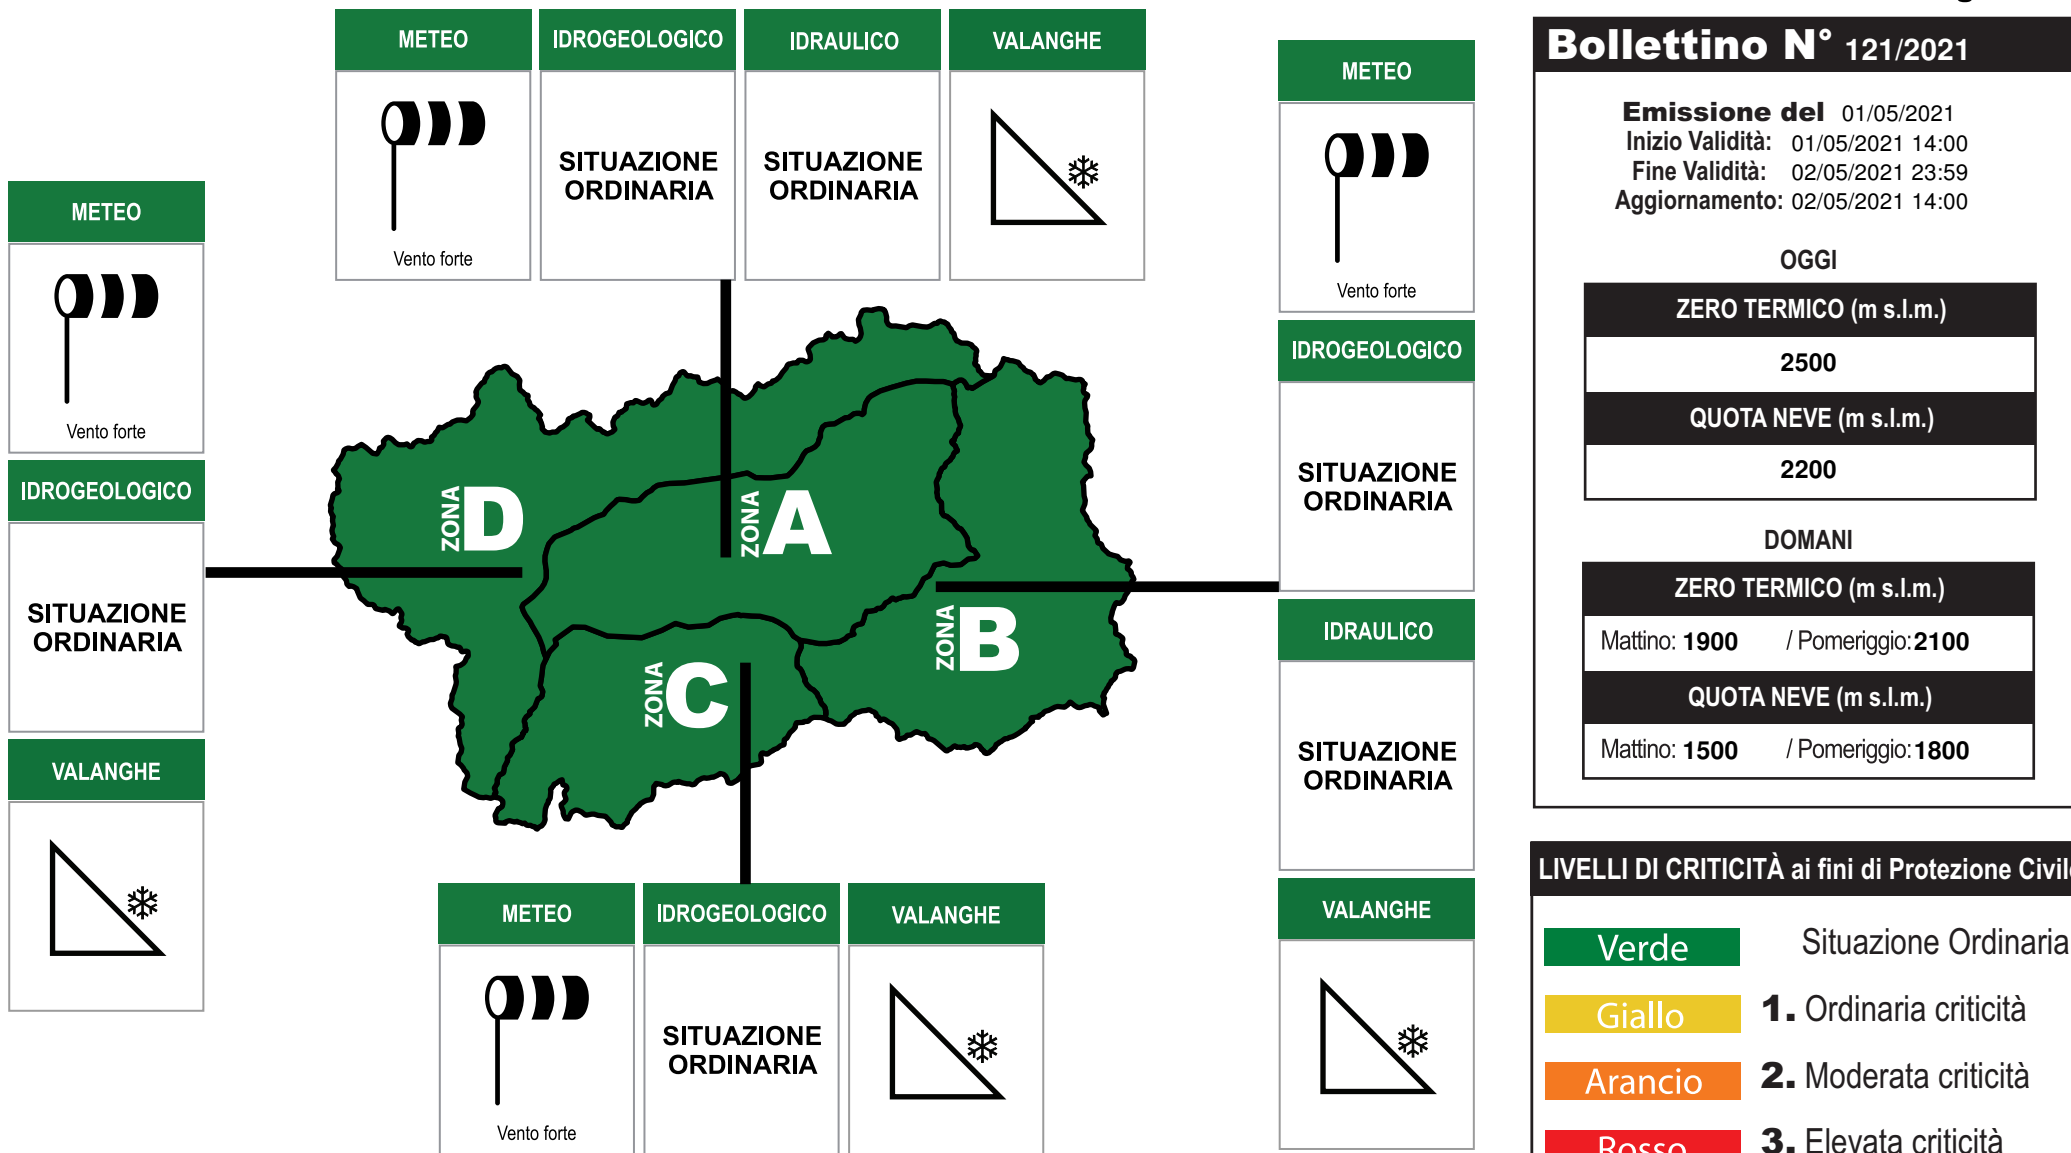 METEO
IDROGEOLOGICO
IDRAULICO
VALANGHE
Vento forte
SITUAZIONE
ORDINARIA
SITUAZIONE
ORDINARIA
METEO
Vento forte
IDROGEOLOGICO
SITUAZIONE
ORDINARIA
VALANGHE
METEO
Vento forte
IDROGEOLOGICO
SITUAZIONE
ORDINARIA
IDRAULICO
SITUAZIONE
ORDINARIA
VALANGHE
ZONA D
ZONA A
ZONA B
ZONA C
METEO
IDROGEOLOGICO
VALANGHE
Vento forte
SITUAZIONE
ORDINARIA
Bollettino N° 121/2021
Emissione del 01/05/2021
Inizio Validità: 01/05/2021 14:00
Fine Validità: 02/05/2021 23:59
Aggiornamento: 02/05/2021 14:00
OGGI
ZERO TERMICO (m s.l.m.)
2500
QUOTA NEVE (m s.l.m.)
2200
DOMANI
ZERO TERMICO (m s.l.m.)
Mattino: 1900 / Pomeriggio: 2100
QUOTA NEVE (m s.l.m.)
Mattino: 1500 / Pomeriggio: 1800
LIVELLI DI CRITICITÀ ai fini di Protezione Civile
Verde Situazione Ordinaria
Giallo 1. Ordinaria criticità
Arancio 2. Moderata criticità
Rosso 3. Elevata criticità